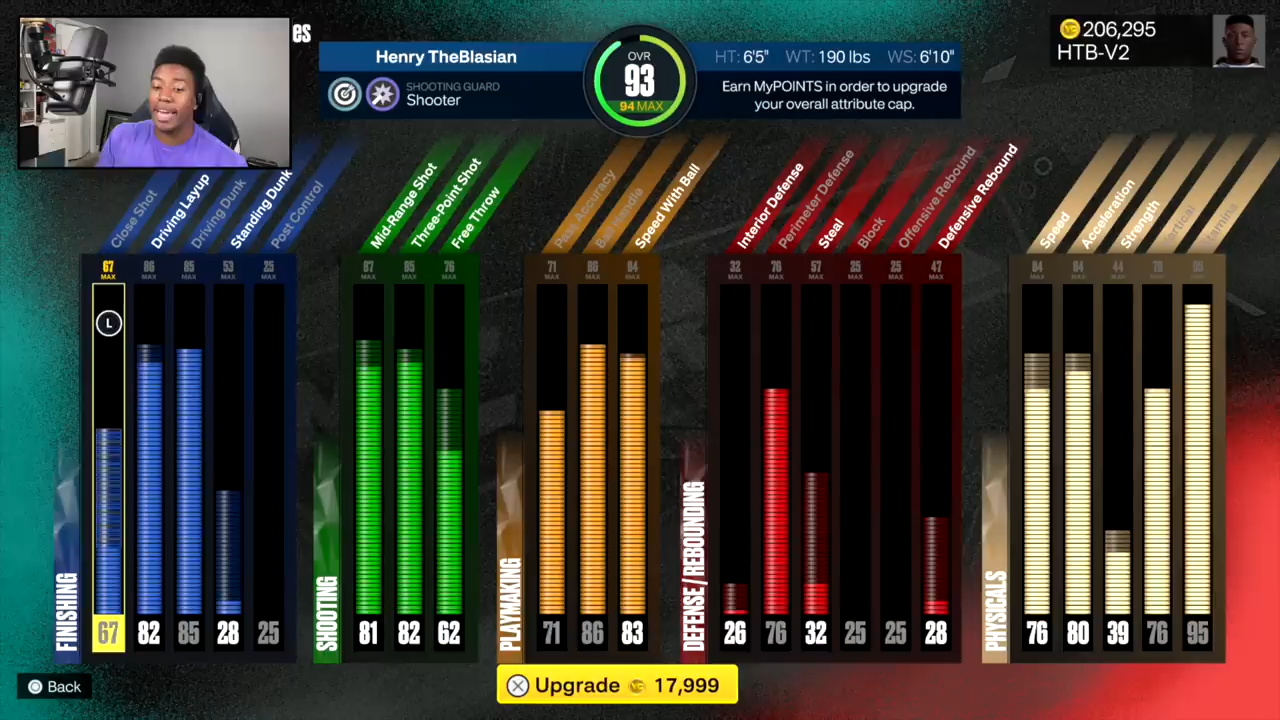 es
Henry TheBlasian
SHOOTING GUARD
Shooter
OVR
93
94 MAX
HT: 6'5" WT: 190 lbs WS: 6'10"
Earn MyPOINTS in order to upgrade
your overall attribute cap.
206,295
HTB-V2
Close Shot
Driving Layup
Driving Dunk
Standing Dunk
Post Control
Mid-Range Shot
Three-Point Shot
Free Throw
Pass Accuracy
Ball Handle
Speed With Ball
Interior Defense
Perimeter Defense
Steal
Block
Offensive Rebound
Defensive Rebound
Speed
Acceleration
Strength
67 86 85 53 25 87 85 76 71 86 84 32 76 57 25 25 47 84 84 44 95
MAX MAX MAX MAX MAX MAX MAX MAX MAX MAX MAX MAX MAX MAX MAX MAX MAX MAX MAX MAX MAX MAX
L
FINISHING
SHOOTING
PLAYMAKING
DEFENSE/REBOUNDING
PHYSICALS
67 82 85 28 25 81 82 62 71 86 83 26 76 32 25 25 28 76 80 39 76 95
Back
Upgrade VC 17,999